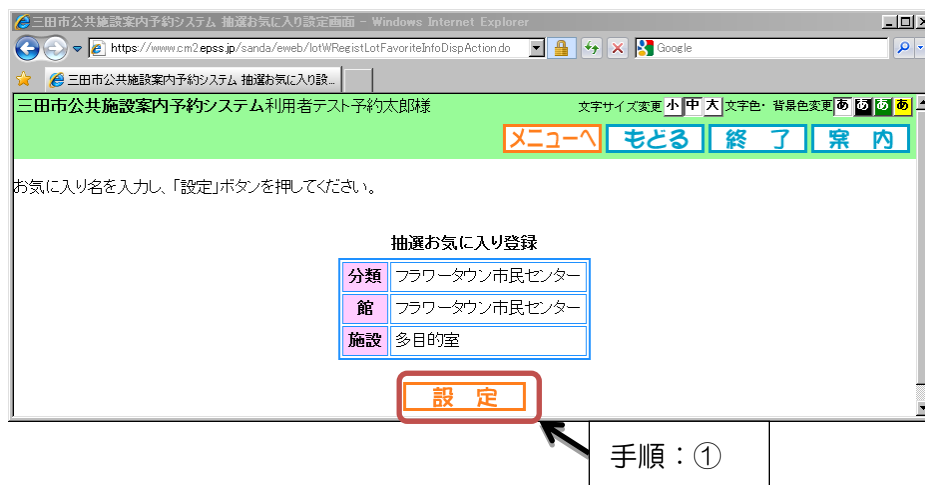 三田市公共施設案内予約システム 抽選お気に入り設定画面 - Windows Internet Explorer
https://www.cm2.epss.jp/sanda/eweb/lotWRegistLotFavoriteInfoDispAction.do Google
三田市公共施設案内予約システム 抽選お気に入り設...
三田市公共施設案内予約システム利用者テスト予約太郎様 文字サイズ変更 小 中 大 文字色・ 背景色変更 あ あ あ あ
メニューへ もどる 終 了 案 内
お気に入り名を入力し、「設定」ボタンを押してください。
抽選お気に入り登録
分類 フラワータウン市民センター
館 フラワータウン市民センター
施設 多目的室
設 定
手順：①